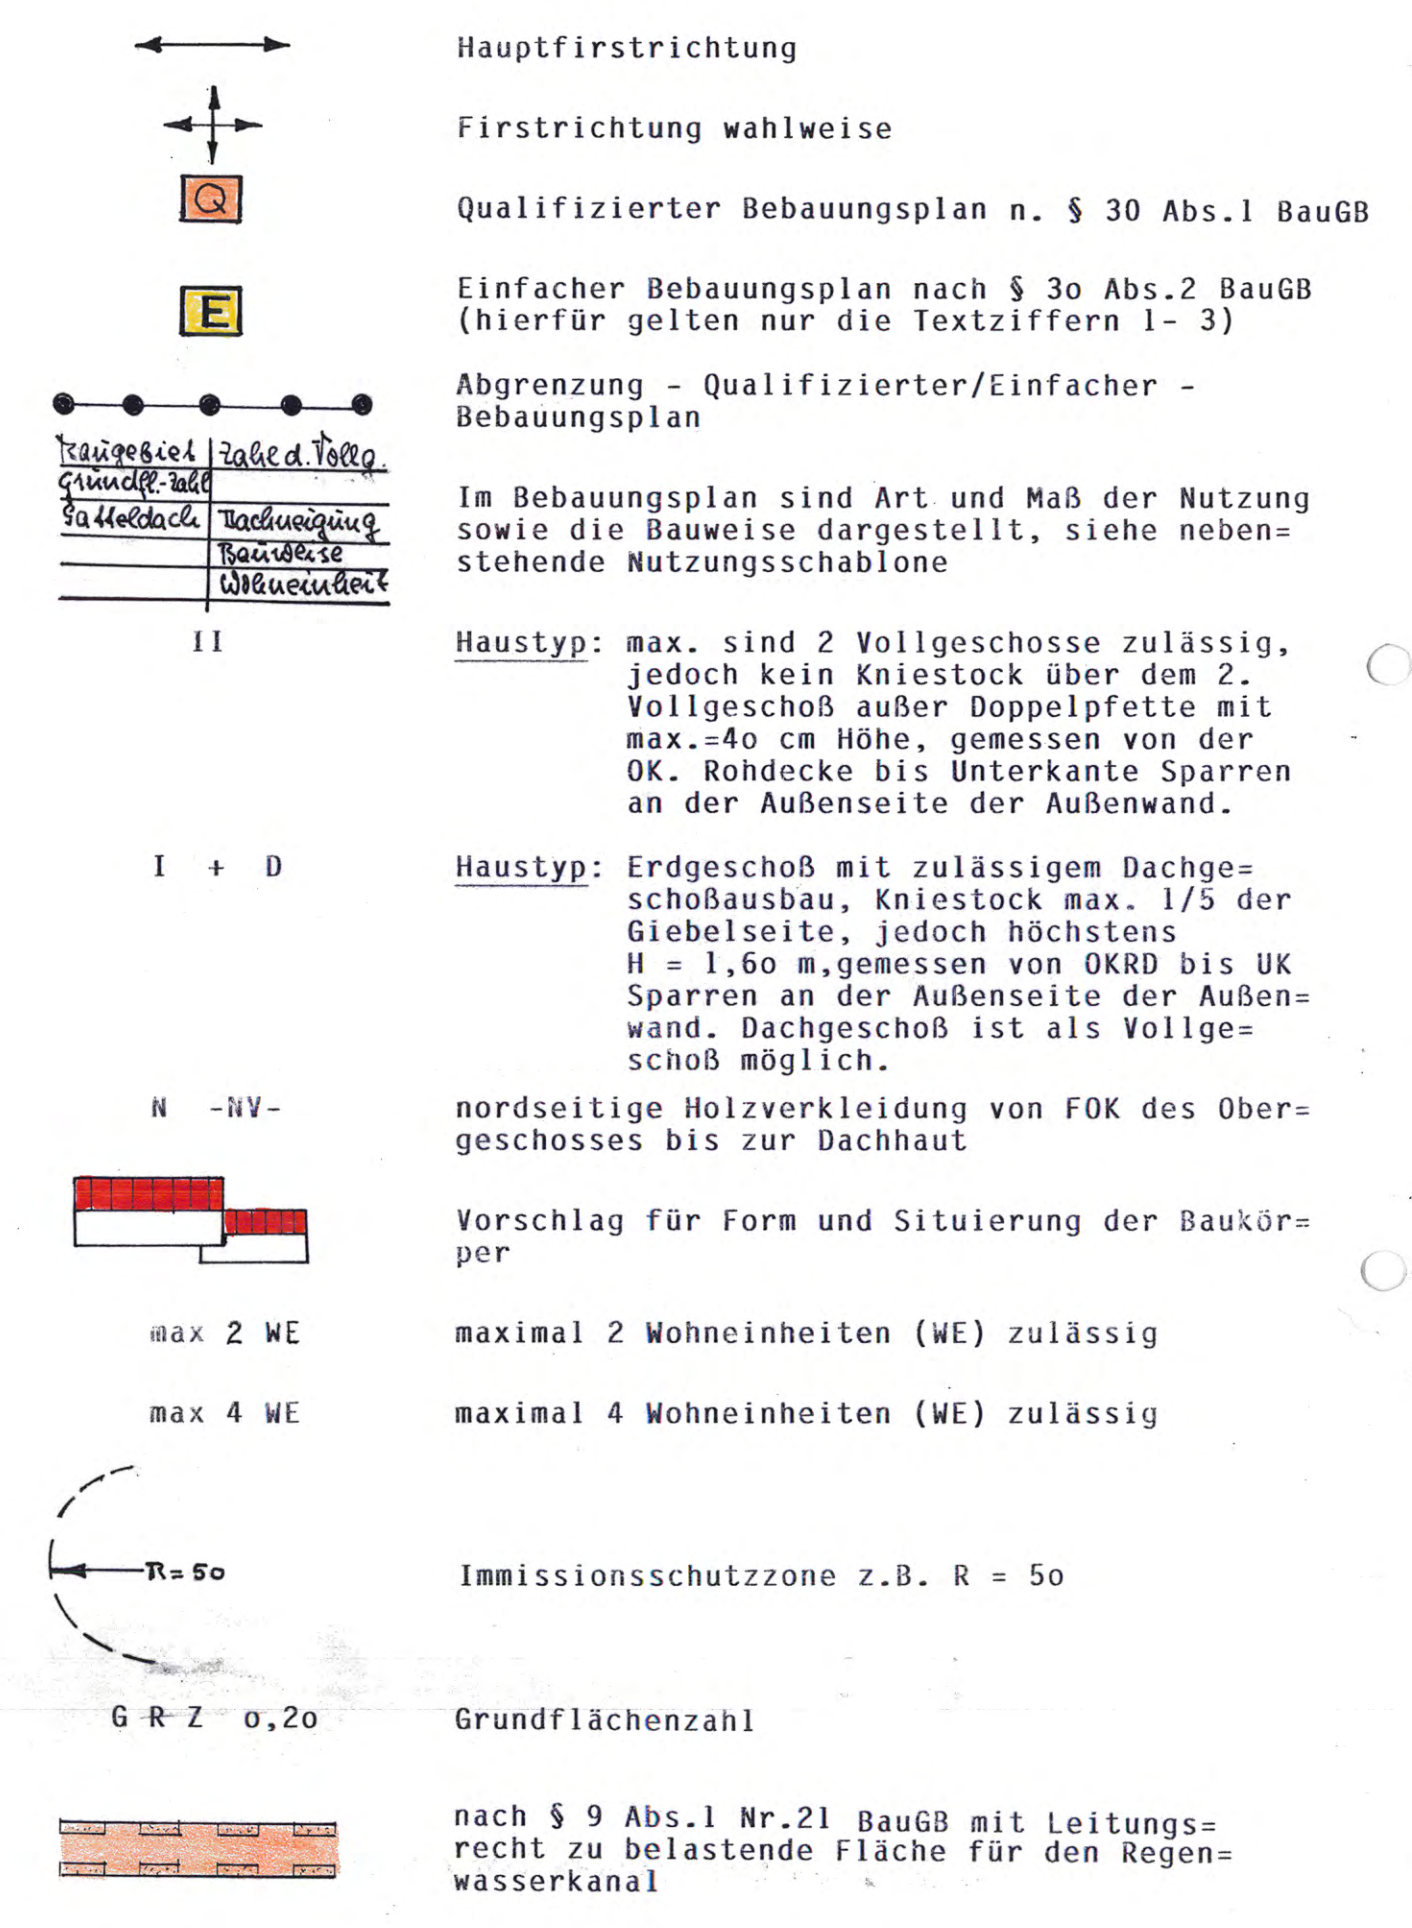 Hauptfirstrichtung
Firstrichtung wahlweise
Q
Qualifizierter Bebauungsplan n. § 30 Abs.1 BauGB
E
Einfacher Bebauungsplan nach § 3o Abs.2 BauGB
(hierfür gelten nur die Textziffern 1- 3)
Abgrenzung - Qualifizierter/Einfacher -
Bebauungsplan
Baugebiet Zahl d. Vollg.
Grundfl.-Zahl
Satteldach Dachneigung
Bauweise
Wohneinheit
Im Bebauungsplan sind Art und Maß der Nutzung
sowie die Bauweise dargestellt, siehe neben=
stehende Nutzungsschablone
II
Haustyp: max. sind 2 Vollgeschosse zulässig,
jedoch kein Kniestock über dem 2.
Vollgeschoß außer Doppelpfette mit
max.=4o cm Höhe, gemessen von der
OK. Rohdecke bis Unterkante Sparren
an der Außenseite der Außenwand.
I + D
Haustyp: Erdgeschoß mit zulässigem Dachge=
schoßausbau, Kniestock max. 1/5 der
Giebelseite, jedoch höchstens
H = 1,6o m,gemessen von OKRD bis UK
Sparren an der Außenseite der Außen=
wand. Dachgeschoß ist als Vollge=
schoß möglich.
N -NV-
nordseitige Holzverkleidung von FOK des Ober=
geschosses bis zur Dachhaut
Vorschlag für Form und Situierung der Baukör=
per
max 2 WE
maximal 2 Wohneinheiten (WE) zulässig
max 4 WE
maximal 4 Wohneinheiten (WE) zulässig
R=50
Immissionsschutzzone z.B. R = 5o
G R Z o,2o
Grundflächenzahl
nach § 9 Abs.1 Nr.21 BauGB mit Leitungs=
recht zu belastende Fläche für den Regen=
wasserkanal